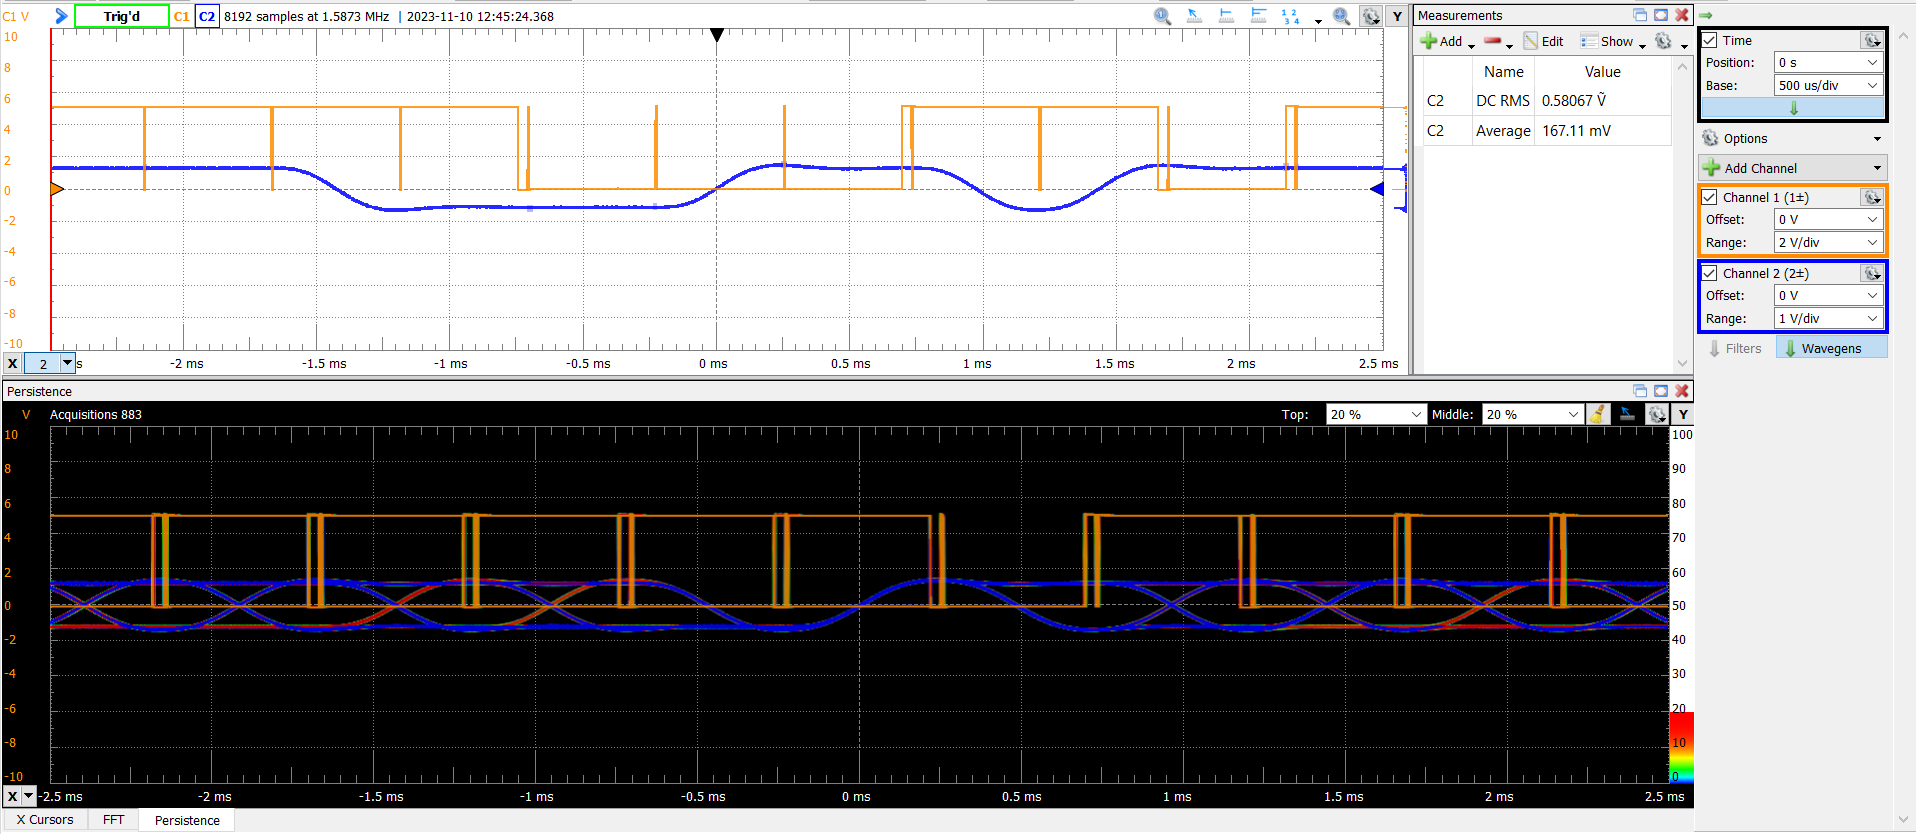 C1 V Trig'd C1 C2 8192 samples at 1.5873 MHz | 2023-11-10 12:45:24.368 Y
10
8
6
4
2
0
-2
-4
-6
-8
-10
X 2 s -2 ms -1.5 ms -1 ms -0.5 ms 0 ms 0.5 ms 1 ms 1.5 ms 2 ms 2.5 ms
Measurements
Add Edit Show
Name Value
C2 DC RMS 0.58067 Ṽ
C2 Average 167.11 mV
Time
Position: 0 s
Base: 500 us/div
Options
Add Channel
Channel 1 (1±)
Offset: 0 V
Range: 2 V/div
Channel 2 (2±)
Offset: 0 V
Range: 1 V/div
Filters Wavegens
Persistence
V Acquisitions 883 Top: 20 % Middle: 20 % Y
10 100
90
8
80
6
4 70
2 60
0 50
-2 40
-4 30
-6 20
-8 10
-10 0
X -2.5 ms -2 ms -1.5 ms -1 ms -0.5 ms 0 ms 0.5 ms 1 ms 1.5 ms 2 ms 2.5 ms
X Cursors FFT Persistence